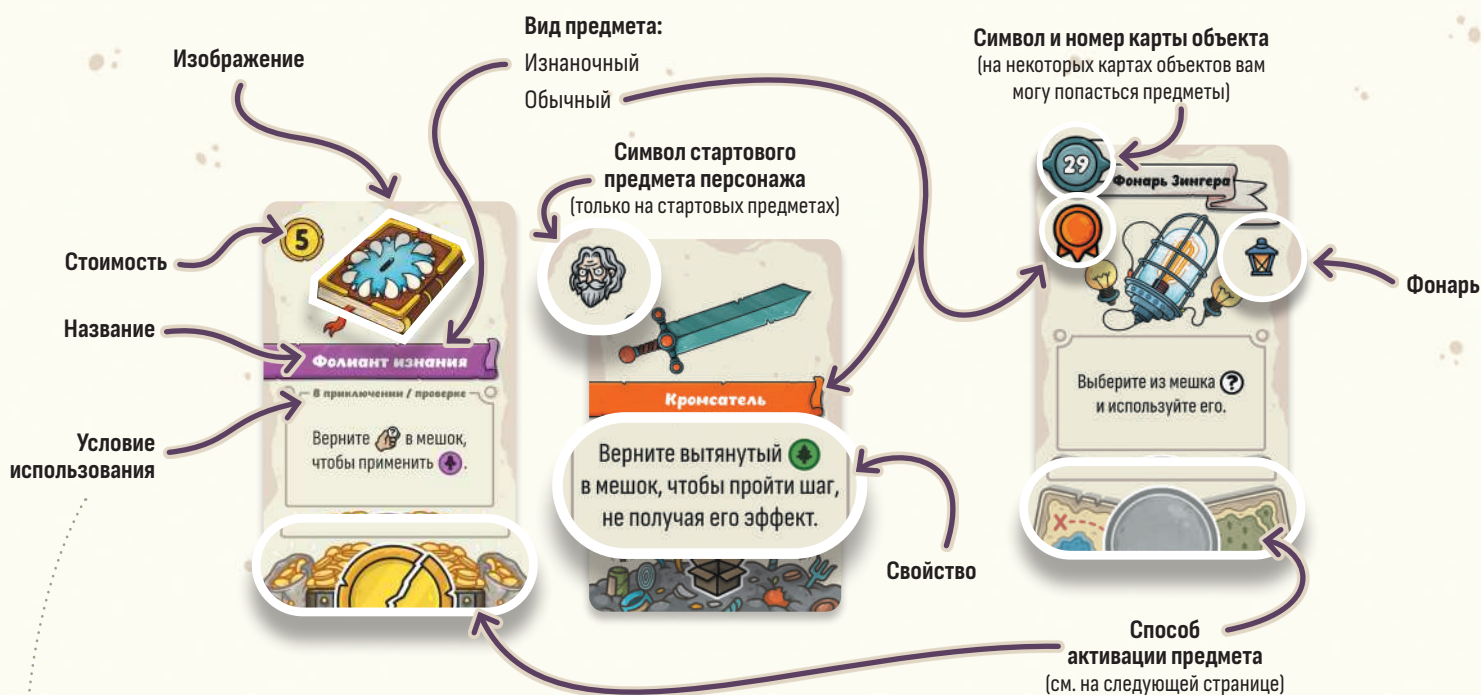 Вид предмета:
Изнаночный
Обычный
Изображение
Символ и номер карты объекта
(на некоторых картах объектов вам
могу попасться предметы)
Символ стартового
предмета персонажа
(только на стартовых предметах)
Стоимость
Название
Условие
использования
5
Фолиант изнания
В приключении / проверке
Верните в мешок,
чтобы применить .
Кромсатель
Верните вытянутый
в мешок, чтобы пройти шаг,
не получая его эффект.
Свойство
29
Фонарь Зингера
Фонарь
Выберите из мешка ?
и используйте его.
Способ
активации предмета
(см. на следующей странице)